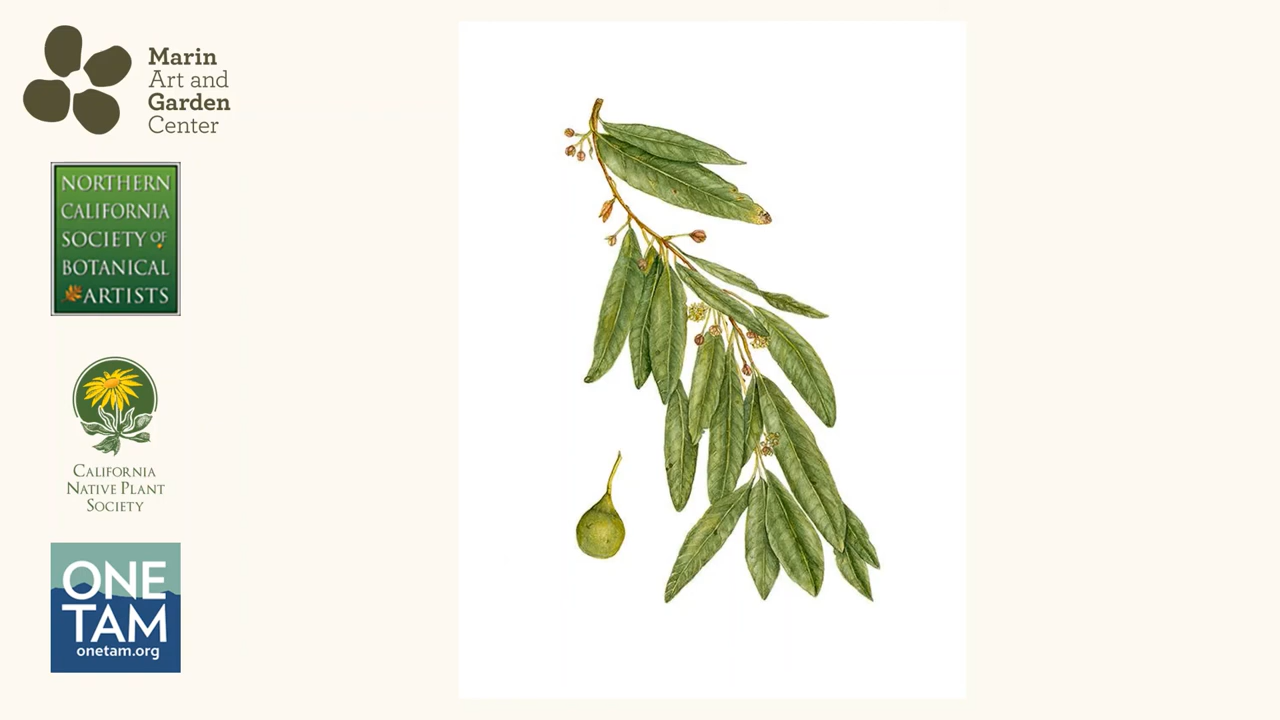 Marin
Art and
Garden
Center
NORTHERN
CALIFORNIA
SOCIETY OF
BOTANICAL
ARTISTS
CALIFORNIA
NATIVE PLANT
SOCIETY
ONE
TAM
onetam.org